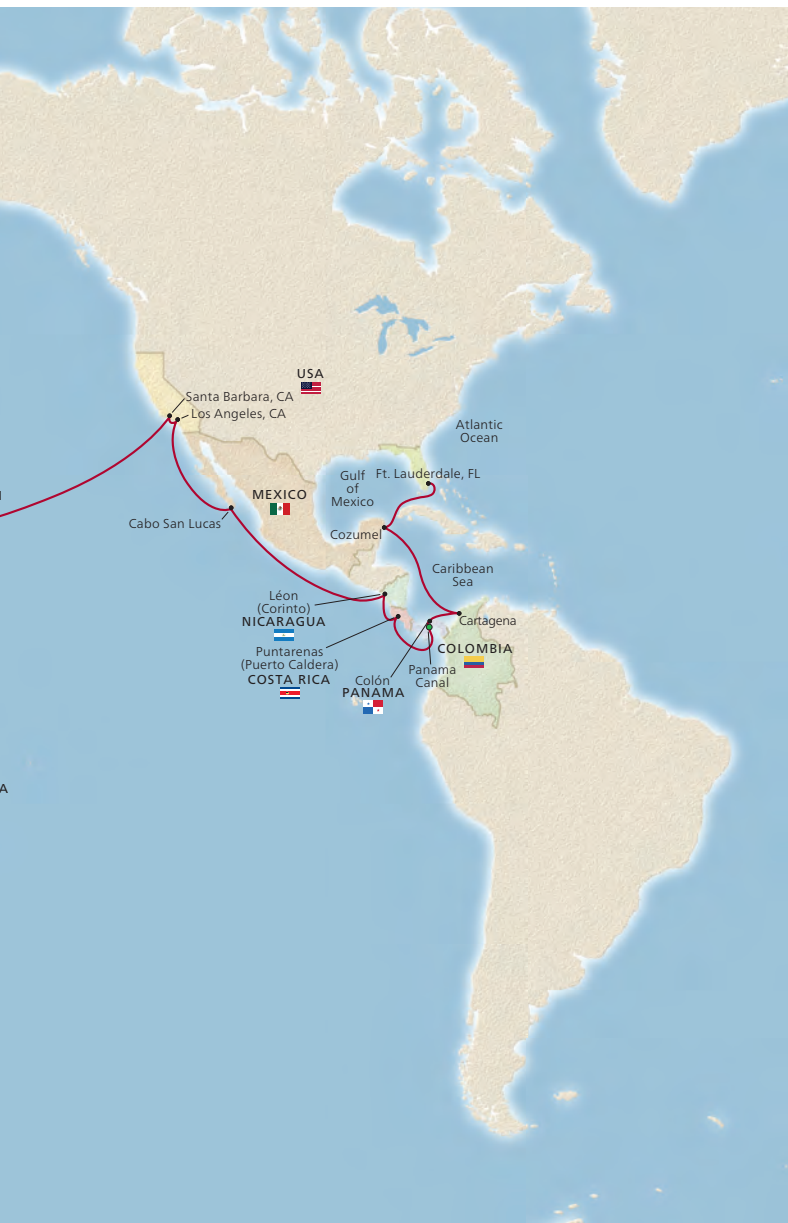 USA
Santa Barbara, CA
Los Angeles, CA
Atlantic
Ocean
Gulf
of
Mexico
Ft. Lauderdale, FL
MEXICO
Cabo San Lucas
Cozumel
Caribbean
Sea
Léon
(Corinto)
NICARAGUA
Cartagena
Puntarenas
(Puerto Caldera)
COSTA RICA
COLOMBIA
Panama
Canal
Colón
PANAMA
A